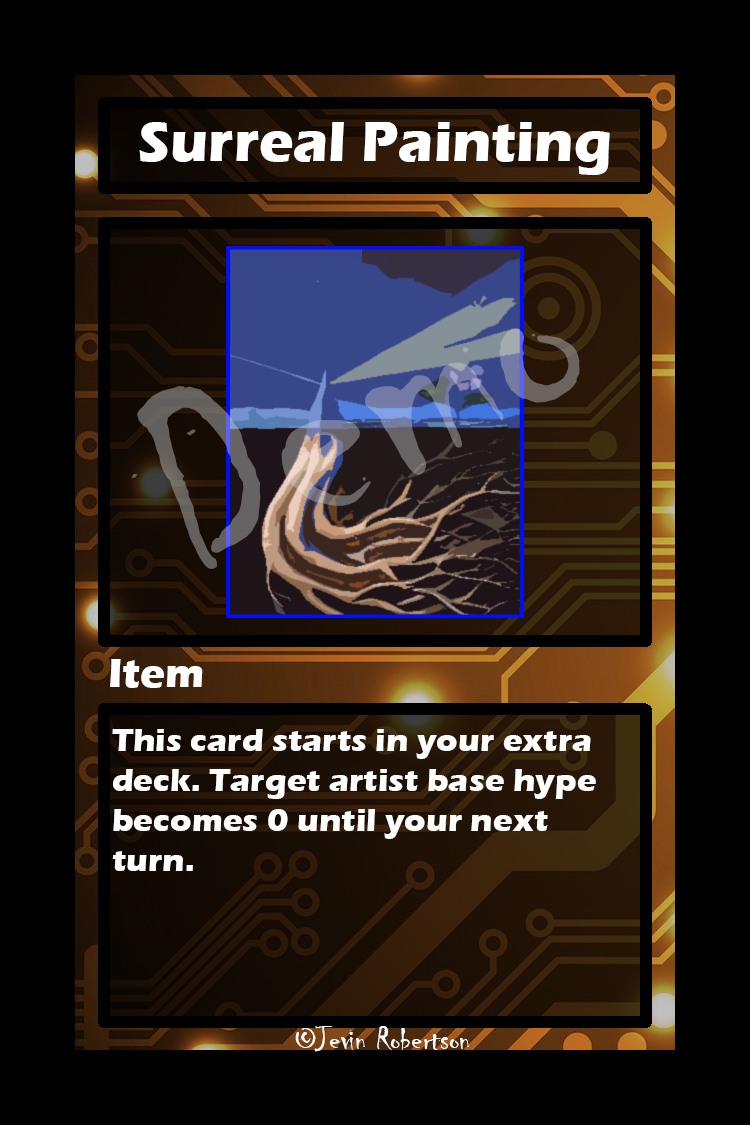 Surreal Painting
Demo
Item
This card starts in your extra
deck. Target artist base hype
becomes 0 until your next
turn.
©Jevin Robertson